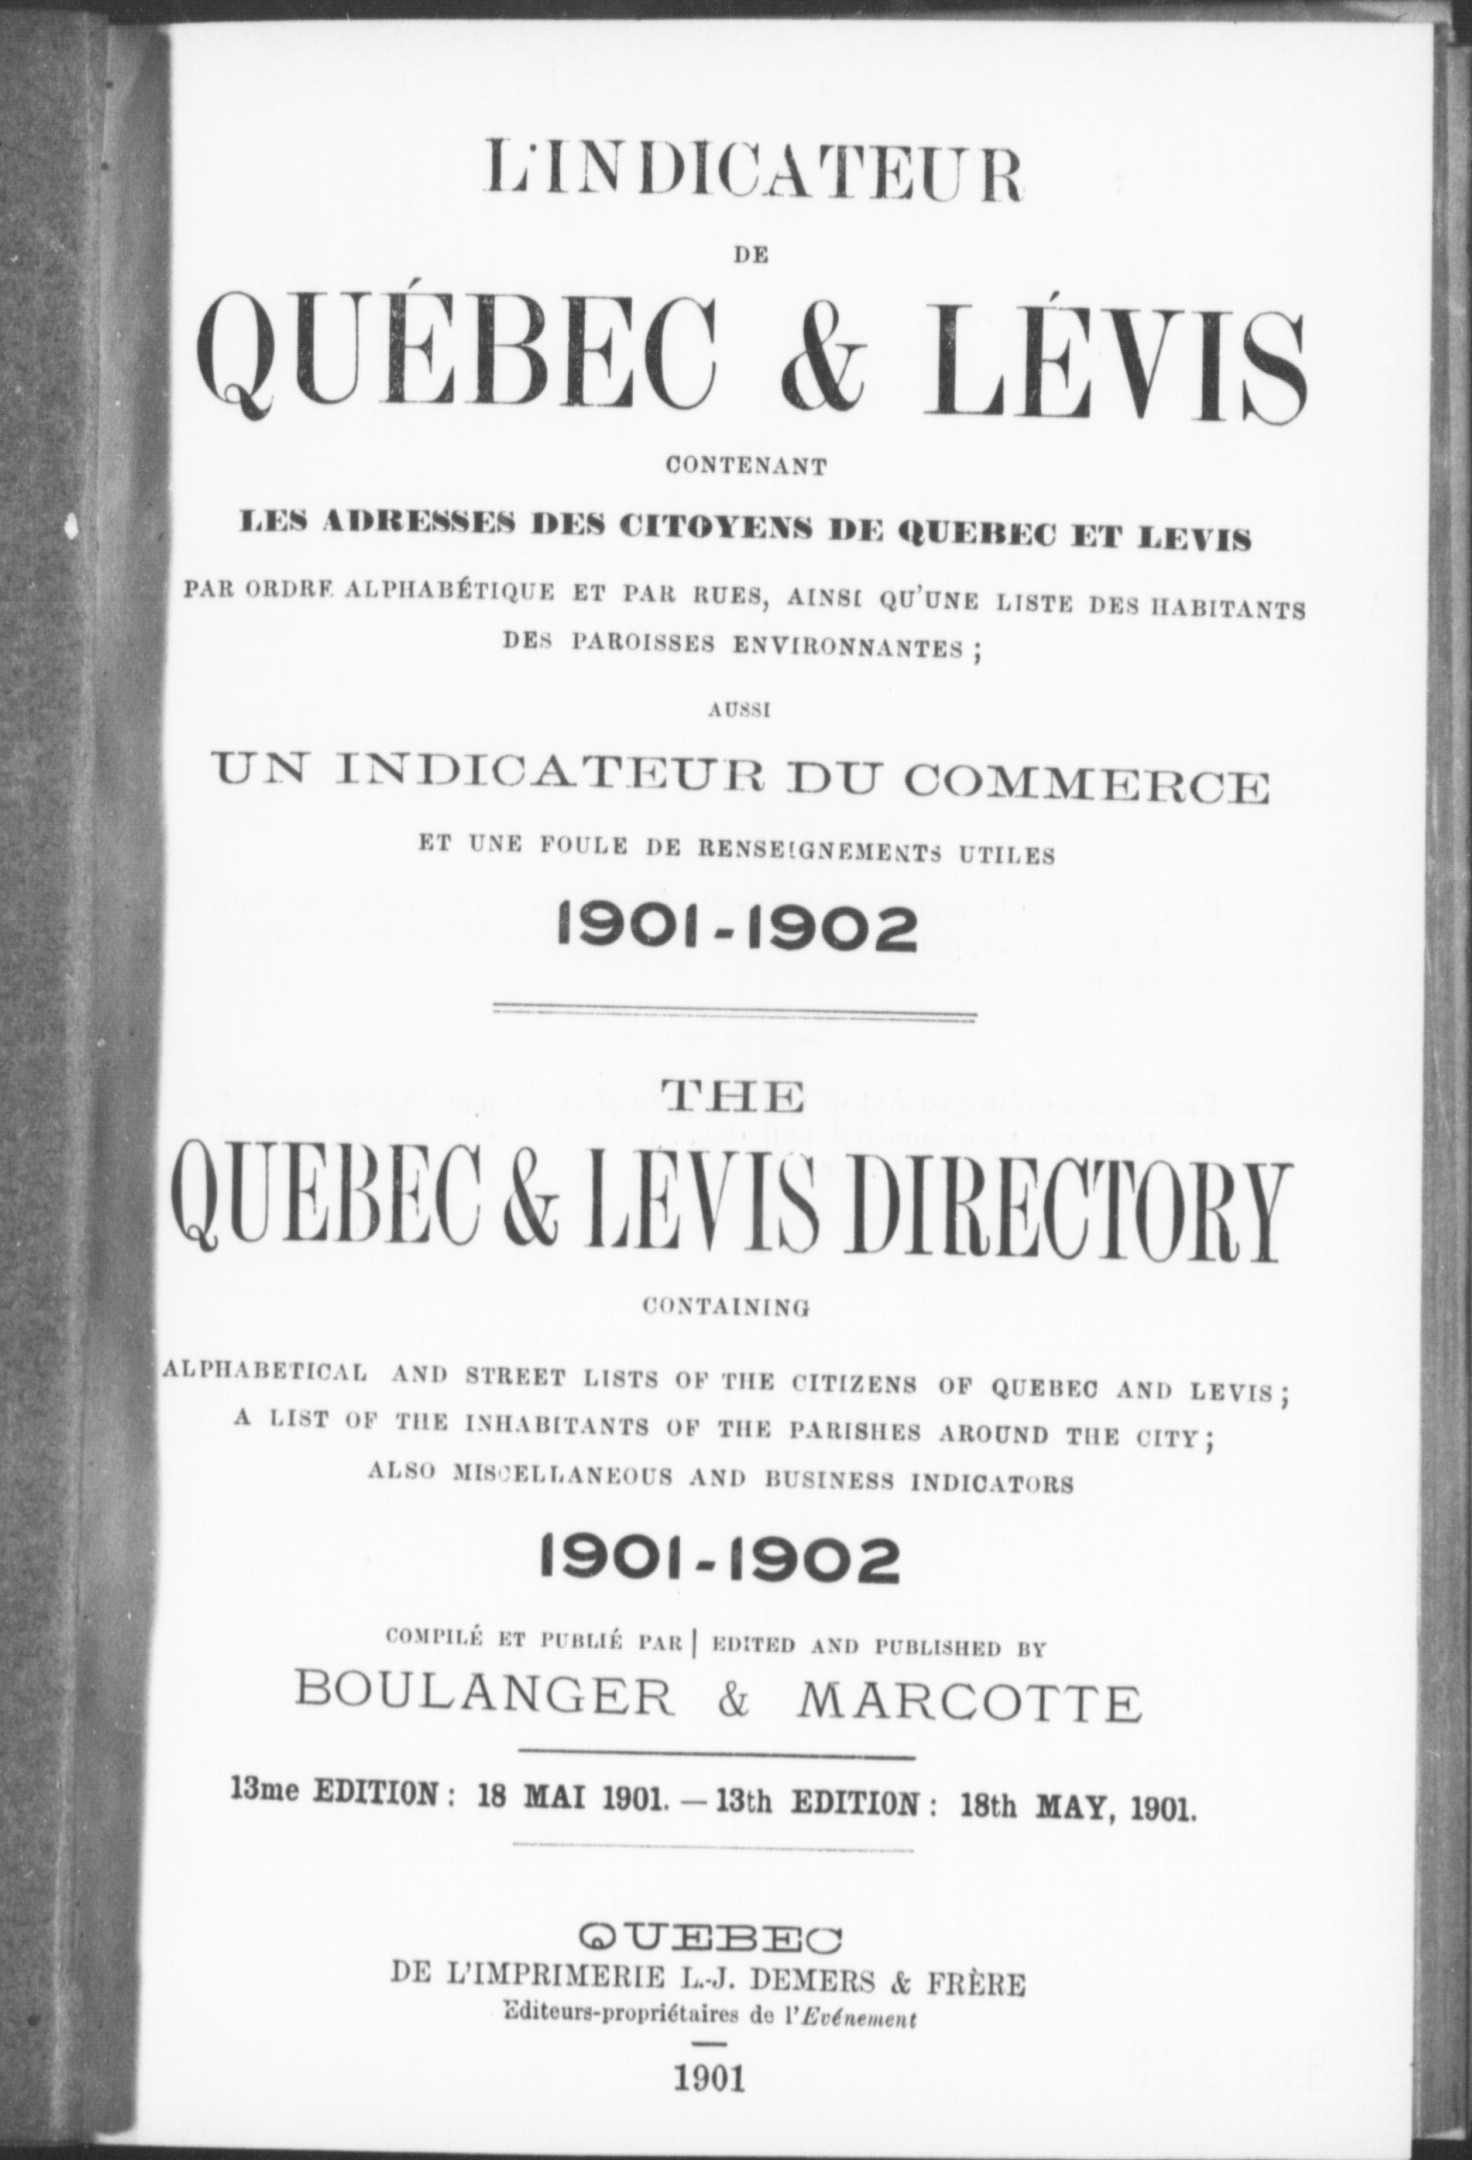 L'INDICATEUR
DE
QUÉBEC & LÉVIS
CONTENANT
LES ADRESSES DES CITOYENS DE QUEBEC ET LEVIS
PAR ORDRE ALPHABÉTIQUE ET PAR RUES, AINSI QU'UNE LISTE DES HABITANTS
DES PAROISSES ENVIRONNANTES ;
AUSSI
UN INDICATEUR DU COMMERCE
ET UNE FOULE DE RENSEIGNEMENTS UTILES
1901-1902
THE
QUEBEC & LEVIS DIRECTORY
CONTAINING
ALPHABETICAL AND STREET LISTS OF THE CITIZENS OF QUEBEC AND LEVIS ;
A LIST OF THE INHABITANTS OF THE PARISHES AROUND THE CITY ;
ALSO MISCELLANEOUS AND BUSINESS INDICATORS
1901-1902
COMPILÉ ET PUBLIÉ PAR | EDITED AND PUBLISHED BY
BOULANGER & MARCOTTE
13me EDITION : 18 MAI 1901. — 13th EDITION : 18th MAY, 1901.
QUEBEC
DE L'IMPRIMERIE L.-J. DEMERS & FRÈRE
Editeurs-propriétaires de l'Evénement
1901